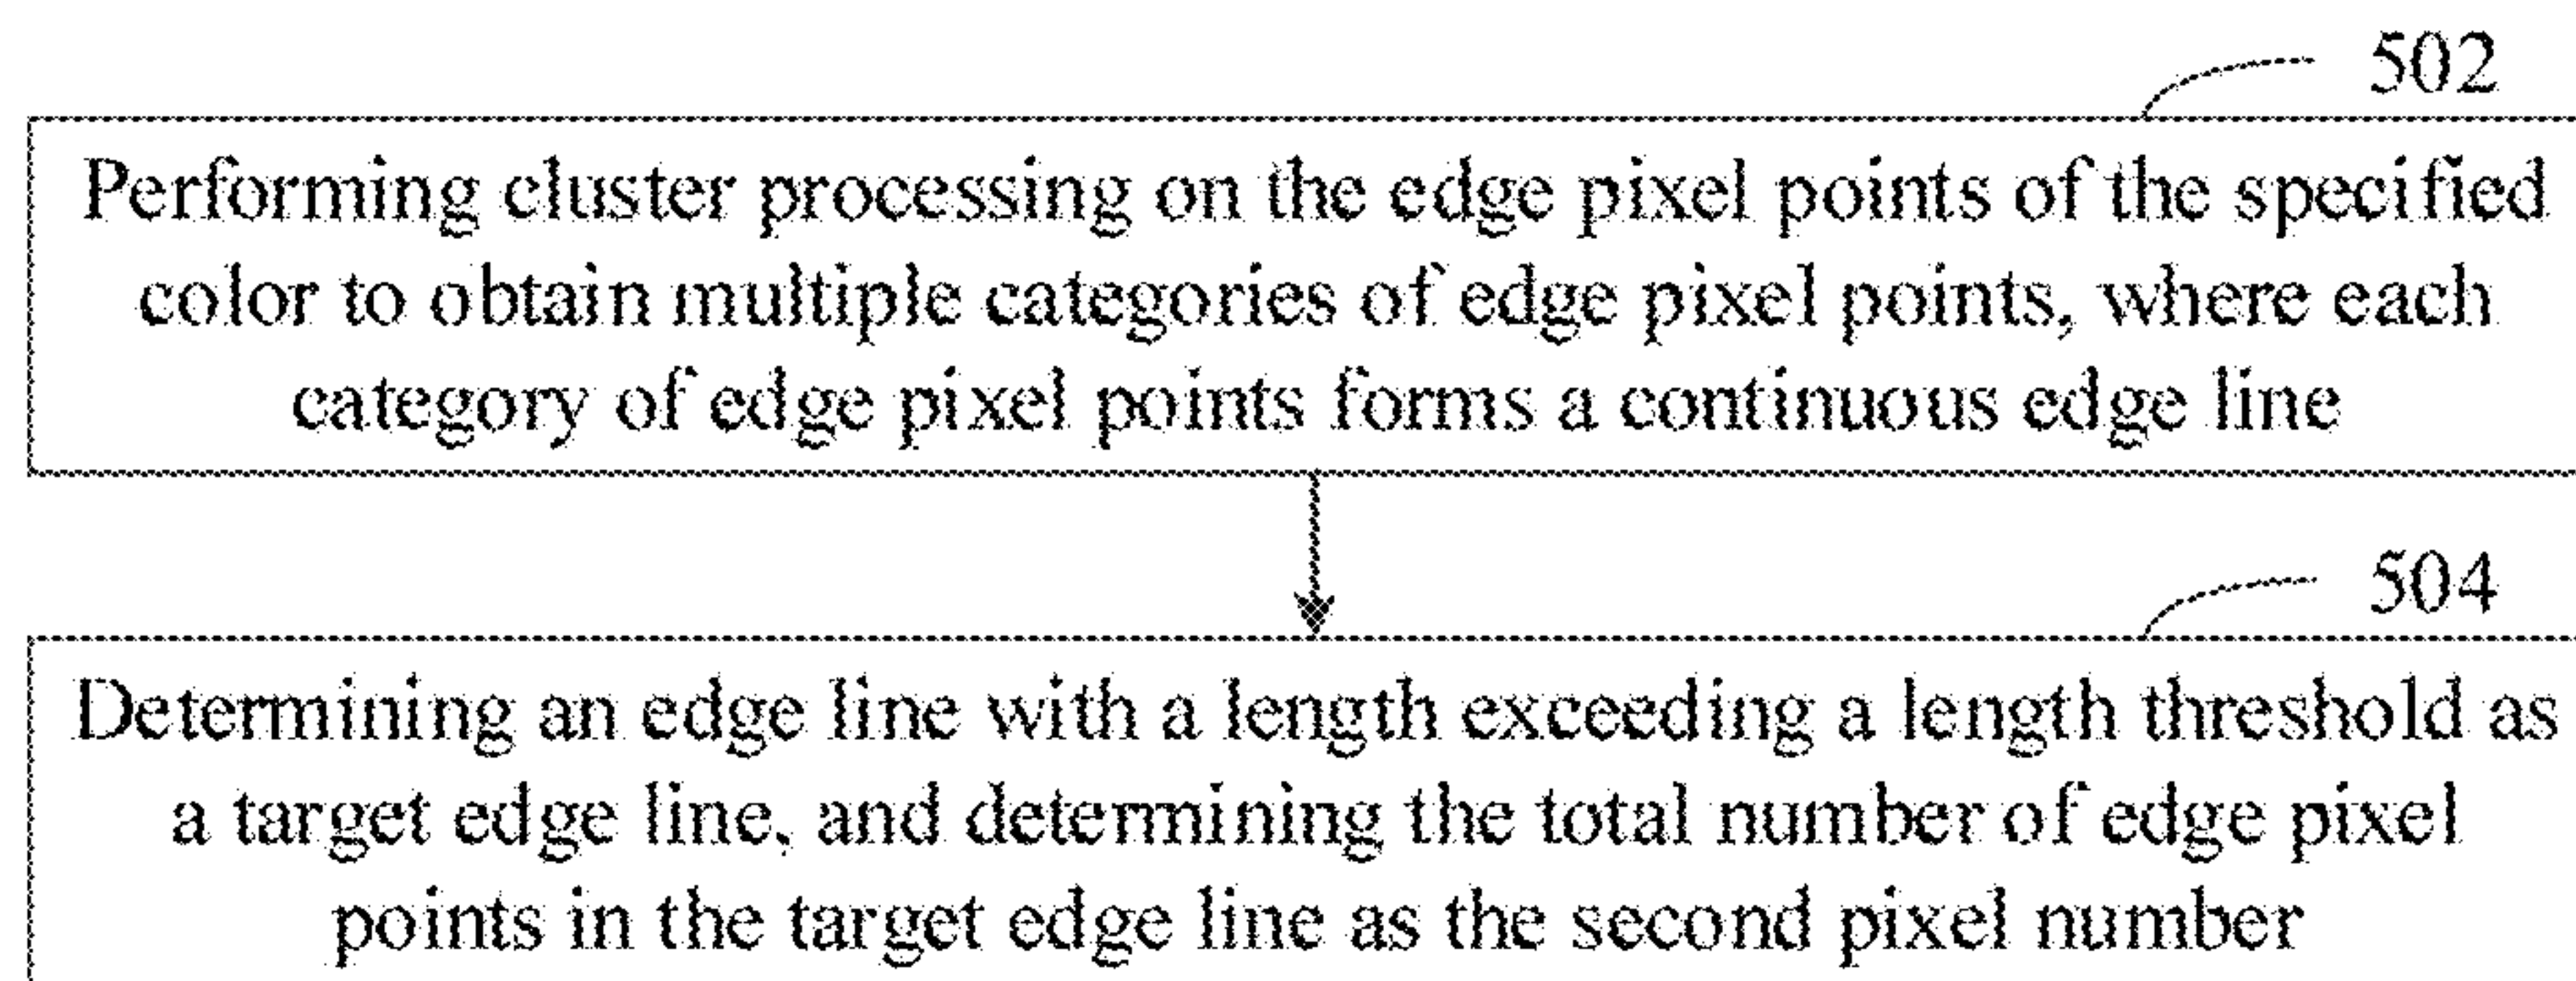 502
Performing cluster processing on the edge pixel points of the specified
color to obtain multiple categories of edge pixel points, where each
category of edge pixel points forms a continuous edge line
504
Determining an edge line with a length exceeding a length threshold as
a target edge line, and determining the total number of edge pixel
points in the target edge line as the second pixel number